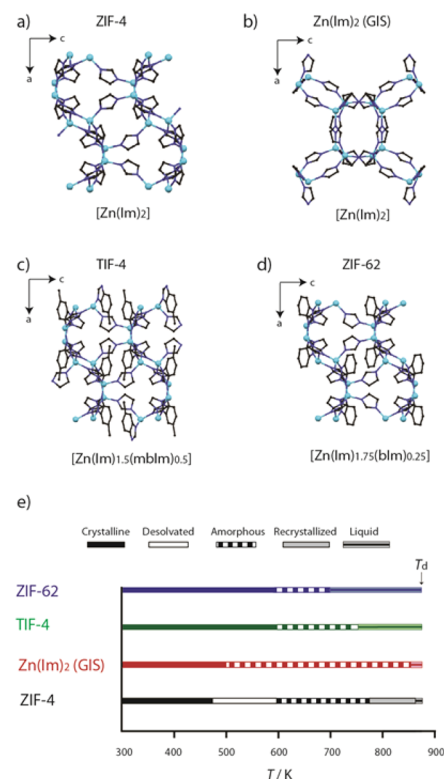 a) ZIF-4
b) Zn(Im)2 (GIS)
c
a
c
a
[Zn(Im)2]
[Zn(Im)2]
c) TIF-4
d) ZIF-62
c
a
c
a
[Zn(Im)1.5(mbIm)0.5]
[Zn(Im)1.75(bIm)0.25]
e)
Crystalline Desolvated Amorphous Recrystallized Liquid
Td
ZIF-62
TIF-4
Zn(Im)2 (GIS)
ZIF-4
300 400 500 600 700 800 900
T / K